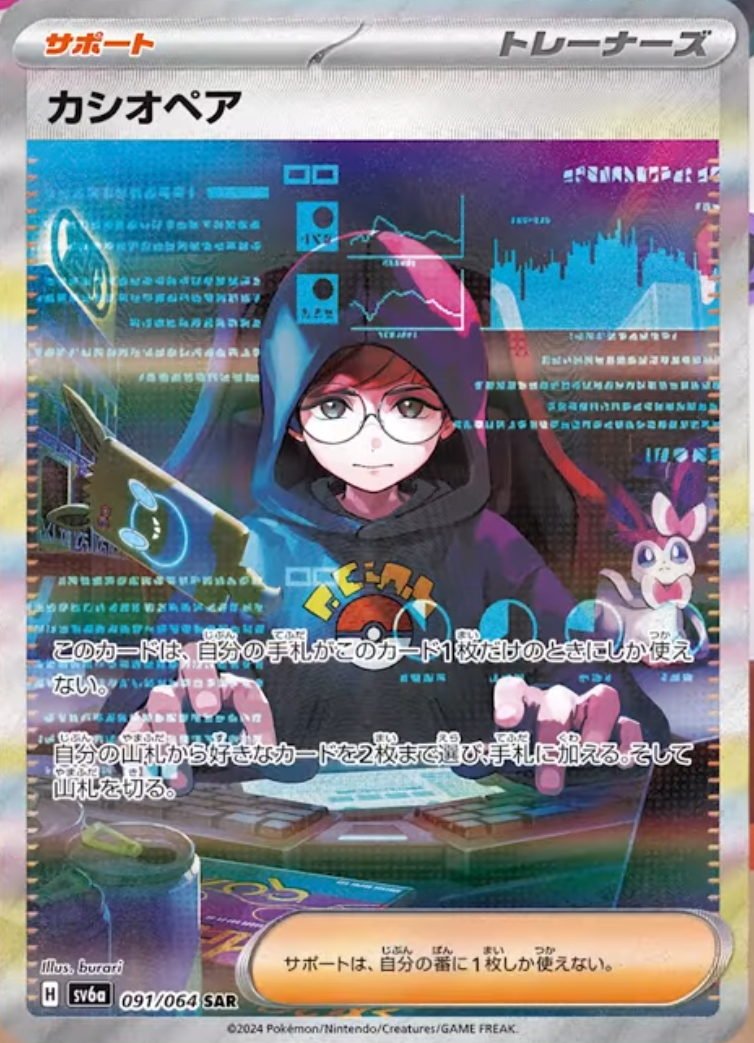 サポート
トレーナーズ
カシオペア
このカードは、自分の手札がこのカード1枚だけのときにしか使え
ない。
自分の山札から好きなカードを2枚まで選び、手札に加える。そして
山札を切る。
サポートは、自分の番に1枚しか使えない。
Illus. burari
H sv6a 091/064 SAR
©2024 Pokémon/Nintendo/Creatures/GAME FREAK.